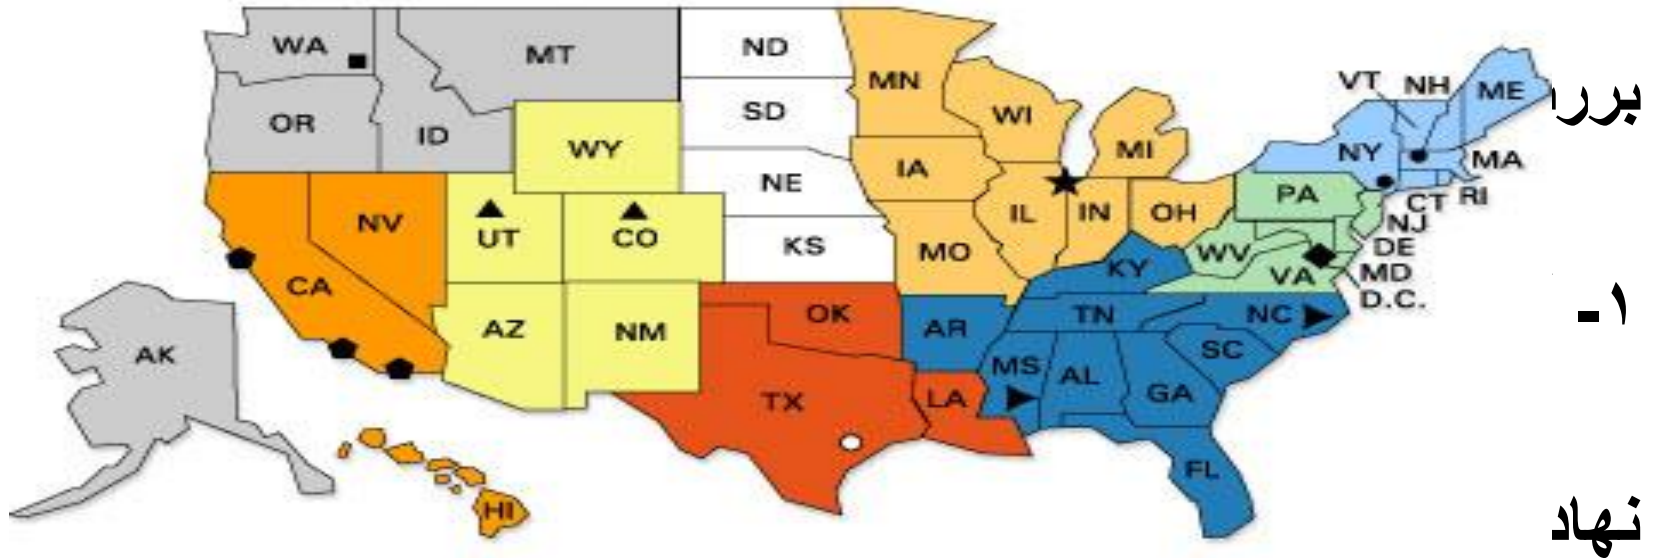 WA
MT
ND
MN
VT
NH
ME
OR
ID
SD
WI
MI
NY
MA
WY
IA
NE
PA
CT
RI
NV
UT
CO
IL
IN
OH
NJ
KS
MO
WV
DE
CA
KY
VA
MD
D.C.
AZ
NM
OK
AR
TN
NC
AK
MS
AL
SC
TX
LA
GA
FL
HI
۱-
نهاد